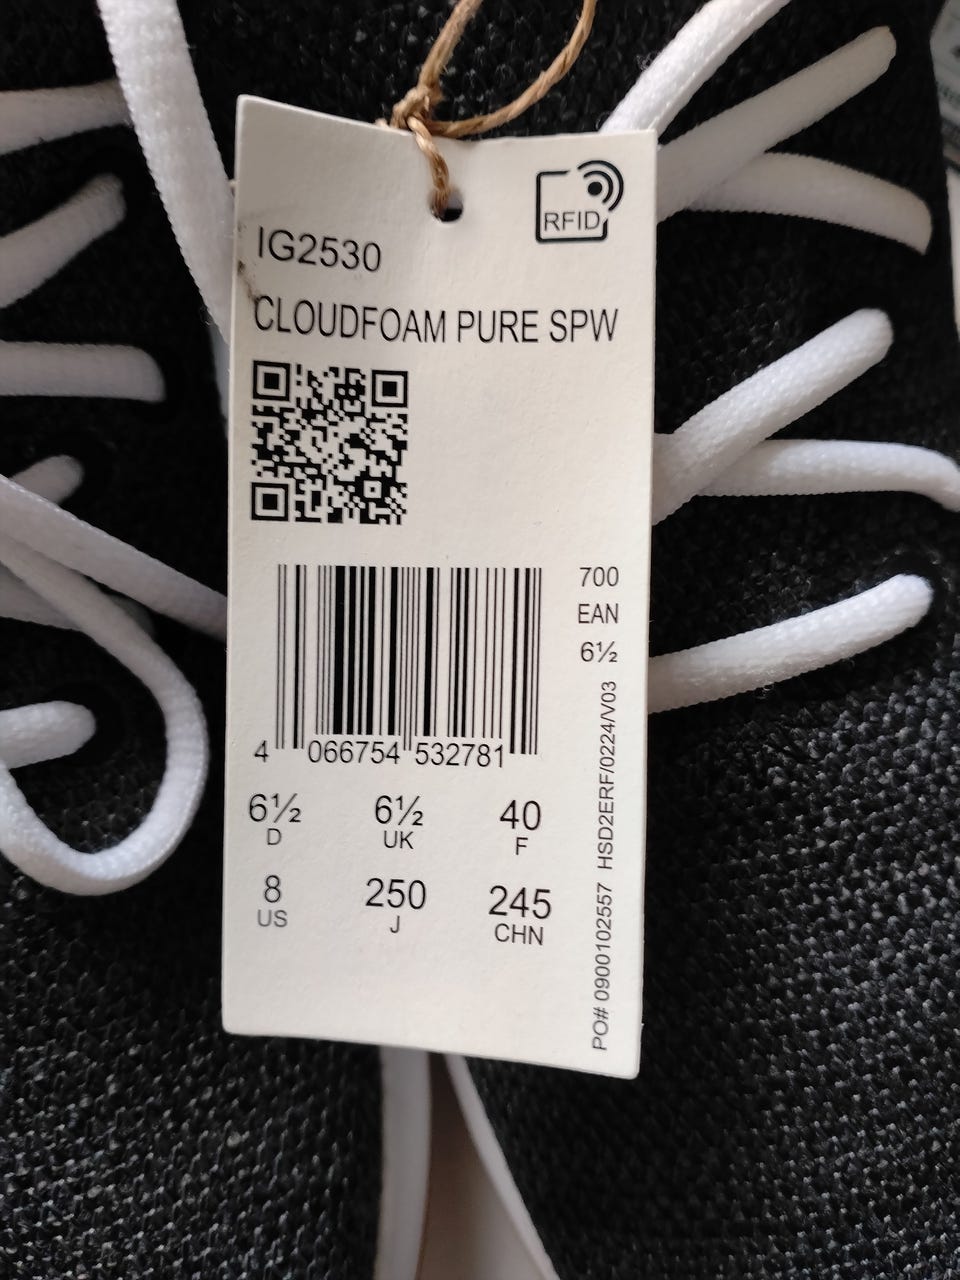 RFID
IG2530
CLOUDFOAM PURE SPW
700
EAN
6½
4 066754 532781
6½ 6½ 40
D UK F
8 250 245
US J CHN
PO# 0900102557 HSD2ERF/0224/V03